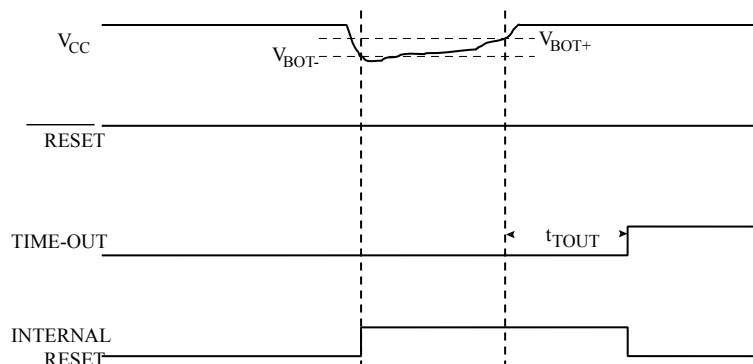 VCC
VBOT-
VBOT+
RESET
TIME-OUT
tTOUT
INTERNAL
RESET